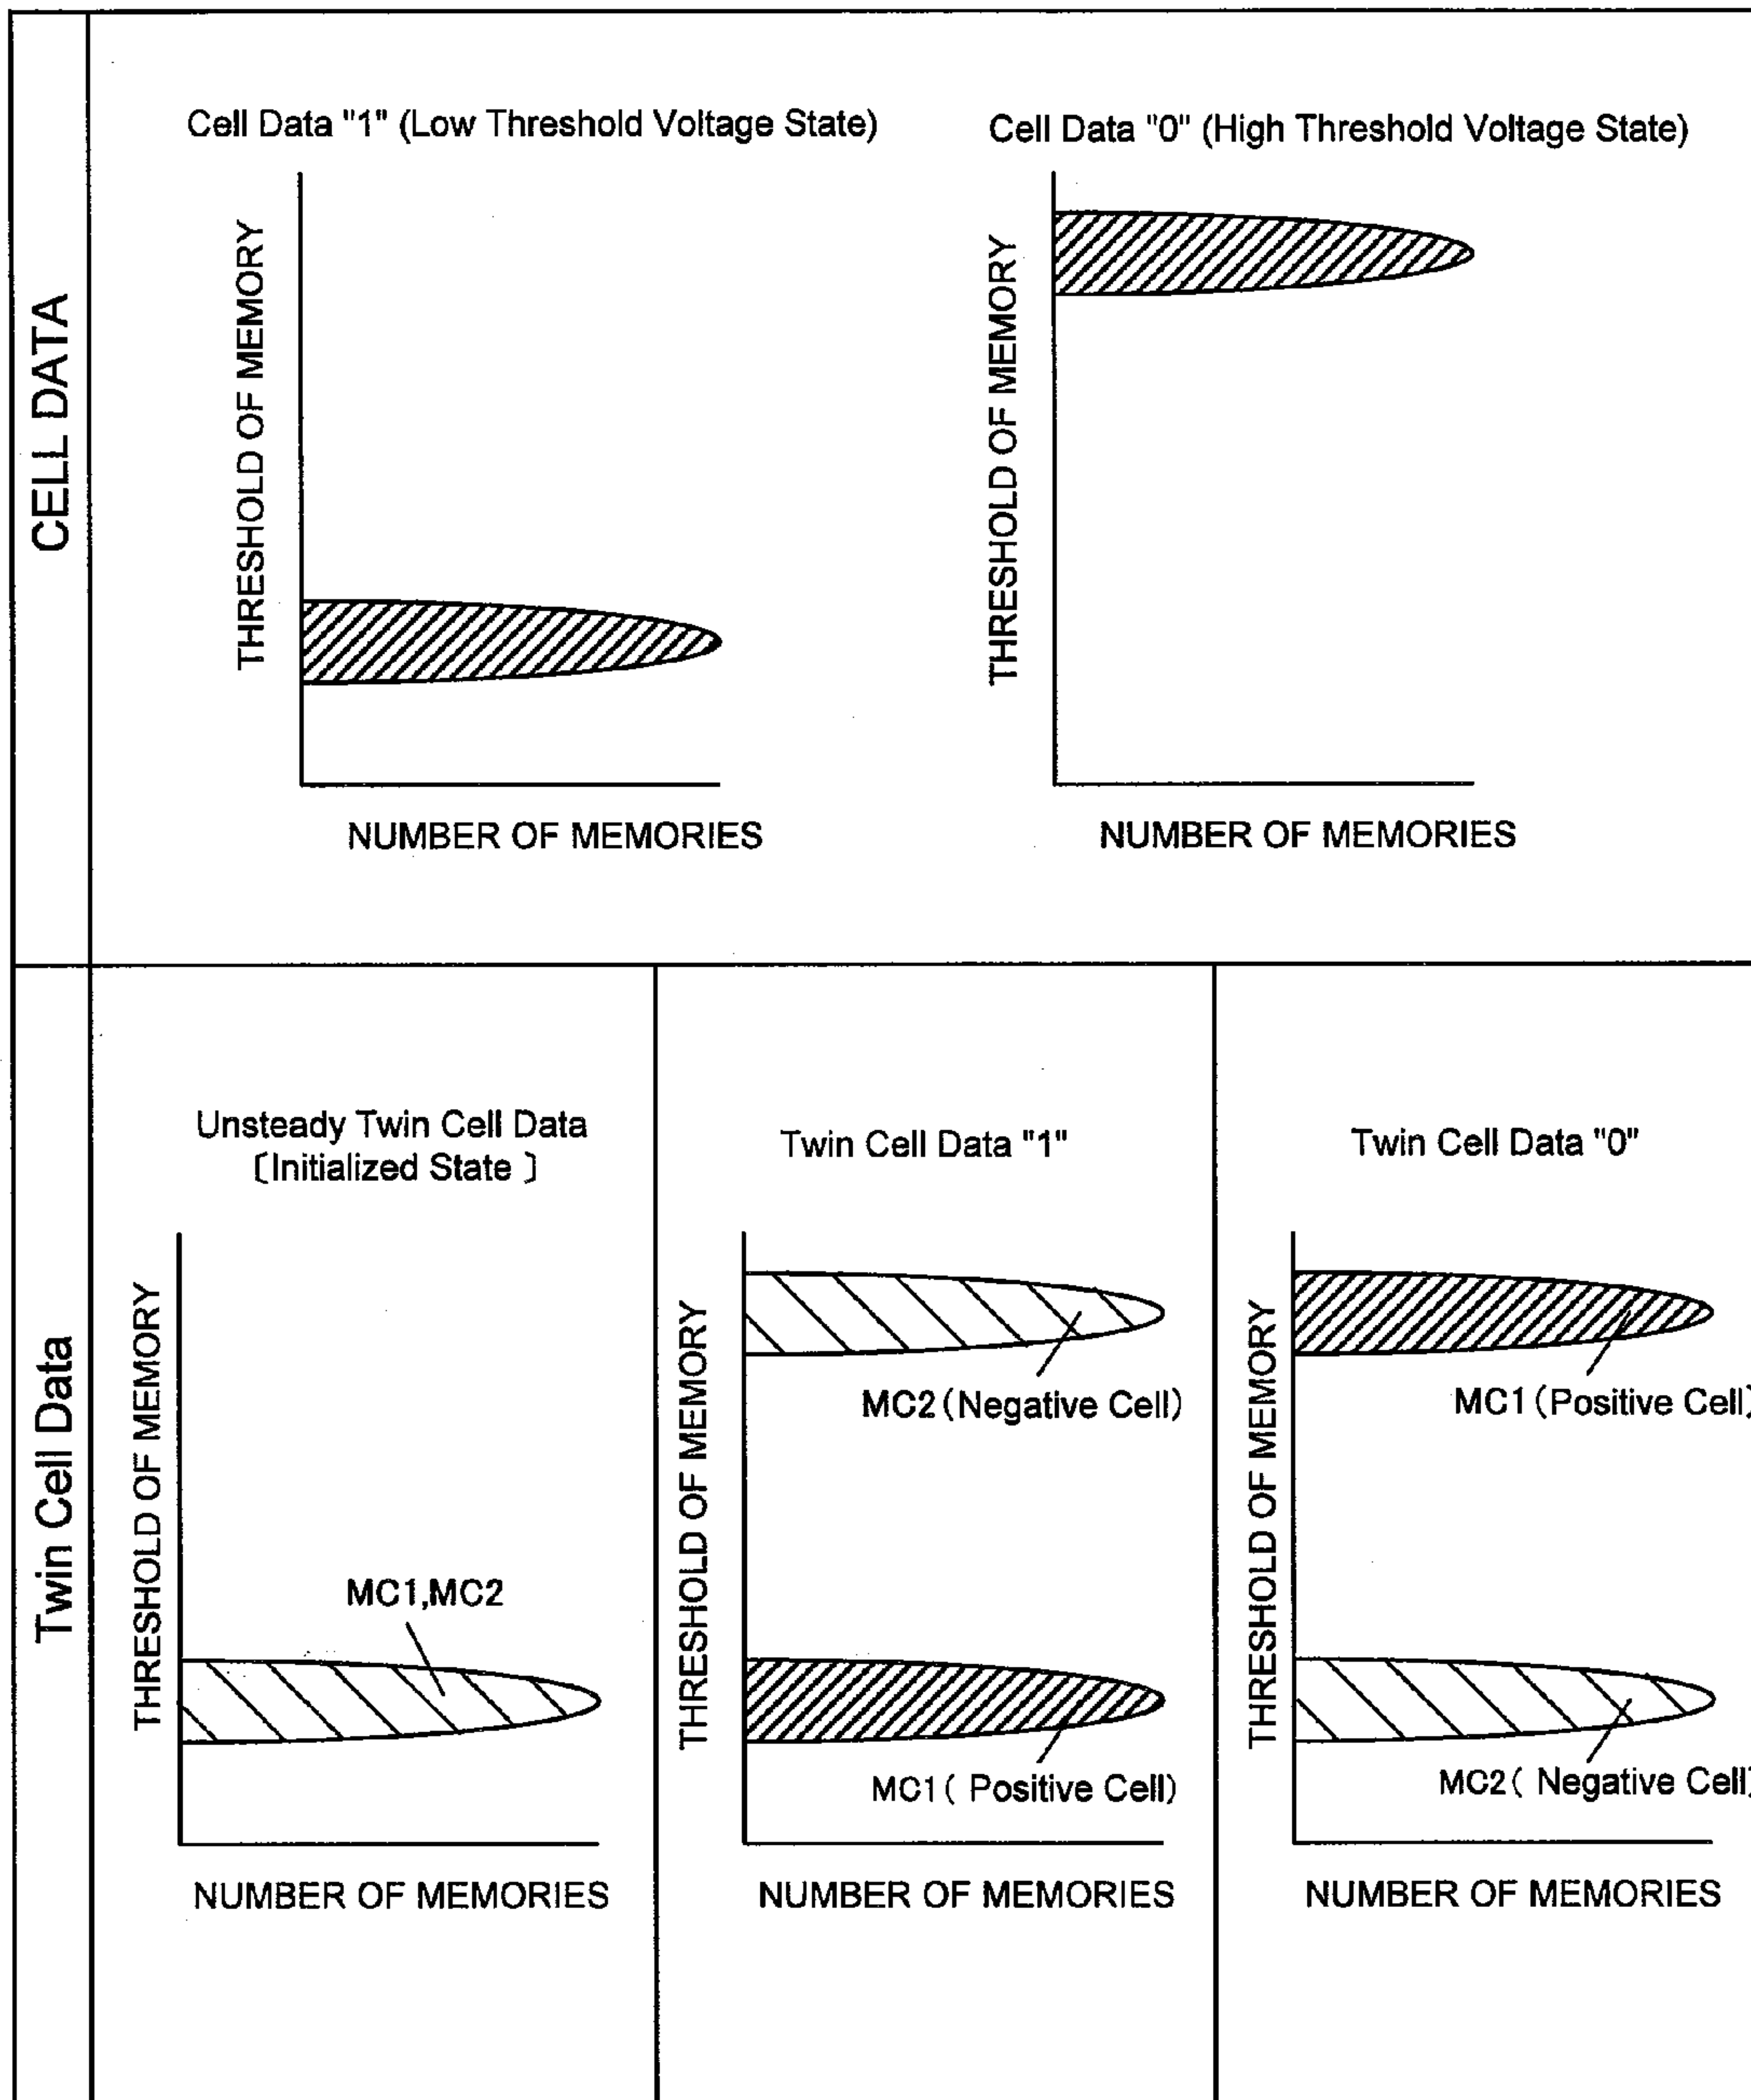 CELL DATA
Cell Data "1" (Low Threshold Voltage State)
THRESHOLD OF MEMORY
NUMBER OF MEMORIES
Cell Data "0" (High Threshold Voltage State)
THRESHOLD OF MEMORY
NUMBER OF MEMORIES
Twin Cell Data
Unsteady Twin Cell Data
〔Initialized State 〕
THRESHOLD OF MEMORY
MC1,MC2
NUMBER OF MEMORIES
Twin Cell Data "1"
THRESHOLD OF MEMORY
MC2 (Negative Cell)
MC1 ( Positive Cell)
NUMBER OF MEMORIES
Twin Cell Data "0"
THRESHOLD OF MEMORY
MC1 (Positive Cell)
MC2 ( Negative Cell)
NUMBER OF MEMORIES